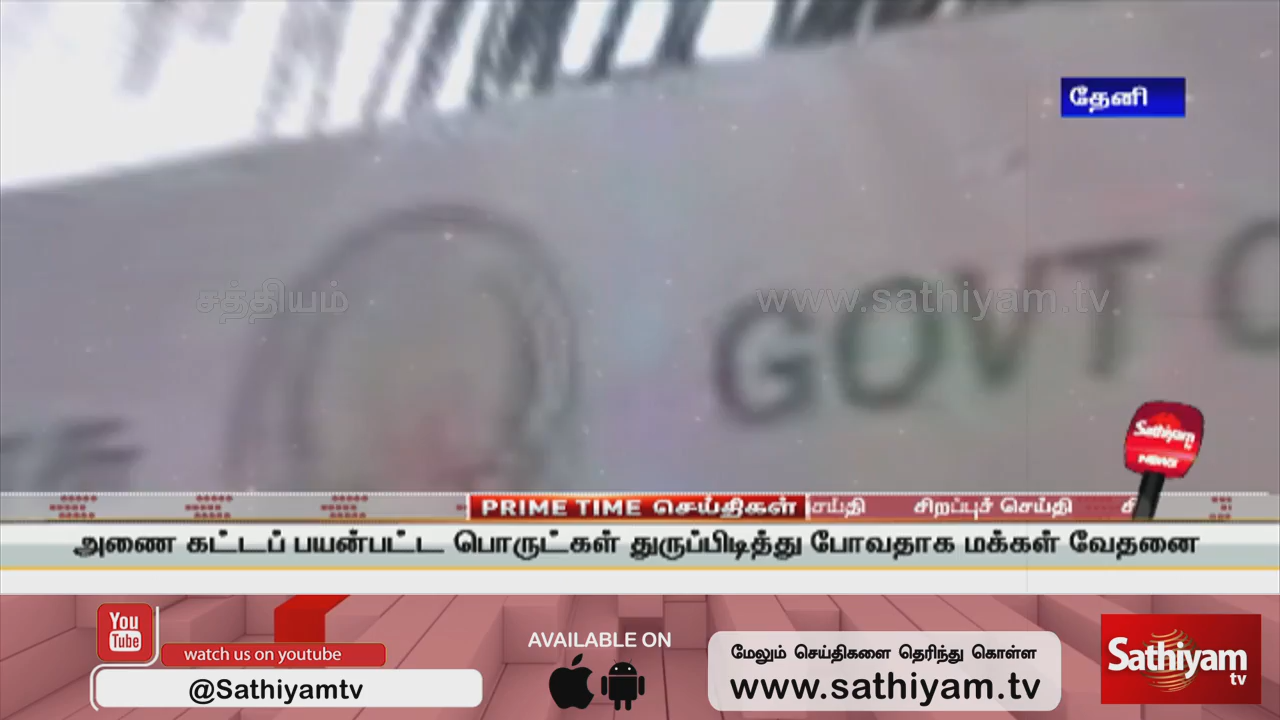 தேனி
சத்தியம்
www.sathiyam.tv
GOVT
Sathiyam
NEWS
PRIME TIME செய்திகள்
சிறப்புச் செய்தி
அணை கட்டப் பயன்பட்ட பொருட்கள் துருப்பிடித்து போவதாக மக்கள் வேதனை
You
Tube
watch us on youtube
@Sathiyamtv
AVAILABLE ON
மேலும் செய்திகளை தெரிந்து கொள்ள
www.sathiyam.tv
Sathiyam
tv